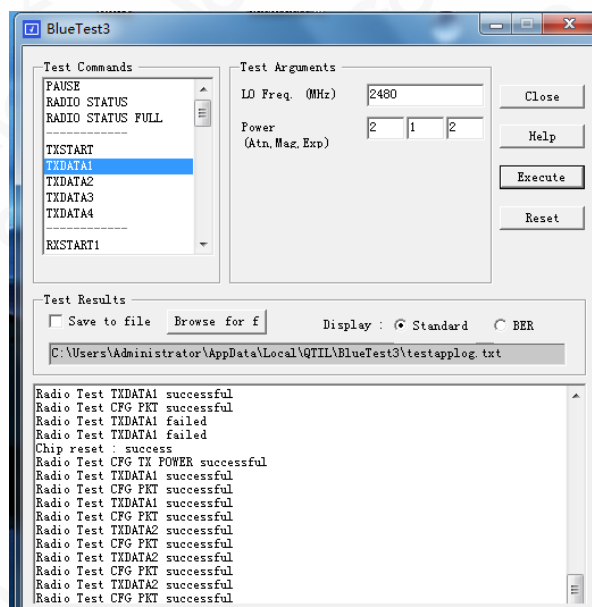 BlueTest3
Test Commands
PAUSE
RADIO STATUS
RADIO STATUS FULL
------------
TXSTART
TXDATA1
TXDATA2
TXDATA3
TXDATA4
------------
RXSTART1
Test Arguments
LO Freq. (MHz) 2480
Power 2 1 2
(Atn, Mag, Exp)
Close
Help
Execute
Reset
Test Results
Save to file Browse for f Display : Standard BER
C:\Users\Administrator\AppData\Local\QTIL\BlueTest3\testapplog.txt
Radio Test TXDATA1 successful
Radio Test CFG PKT successful
Radio Test TXDATA1 failed
Radio Test TXDATA1 failed
Chip reset : success
Radio Test CFG TX POWER successful
Radio Test TXDATA1 successful
Radio Test CFG PKT successful
Radio Test TXDATA1 successful
Radio Test CFG PKT successful
Radio Test TXDATA2 successful
Radio Test CFG PKT successful
Radio Test TXDATA2 successful
Radio Test CFG PKT successful
Radio Test TXDATA2 successful
Radio Test CFG PKT successful